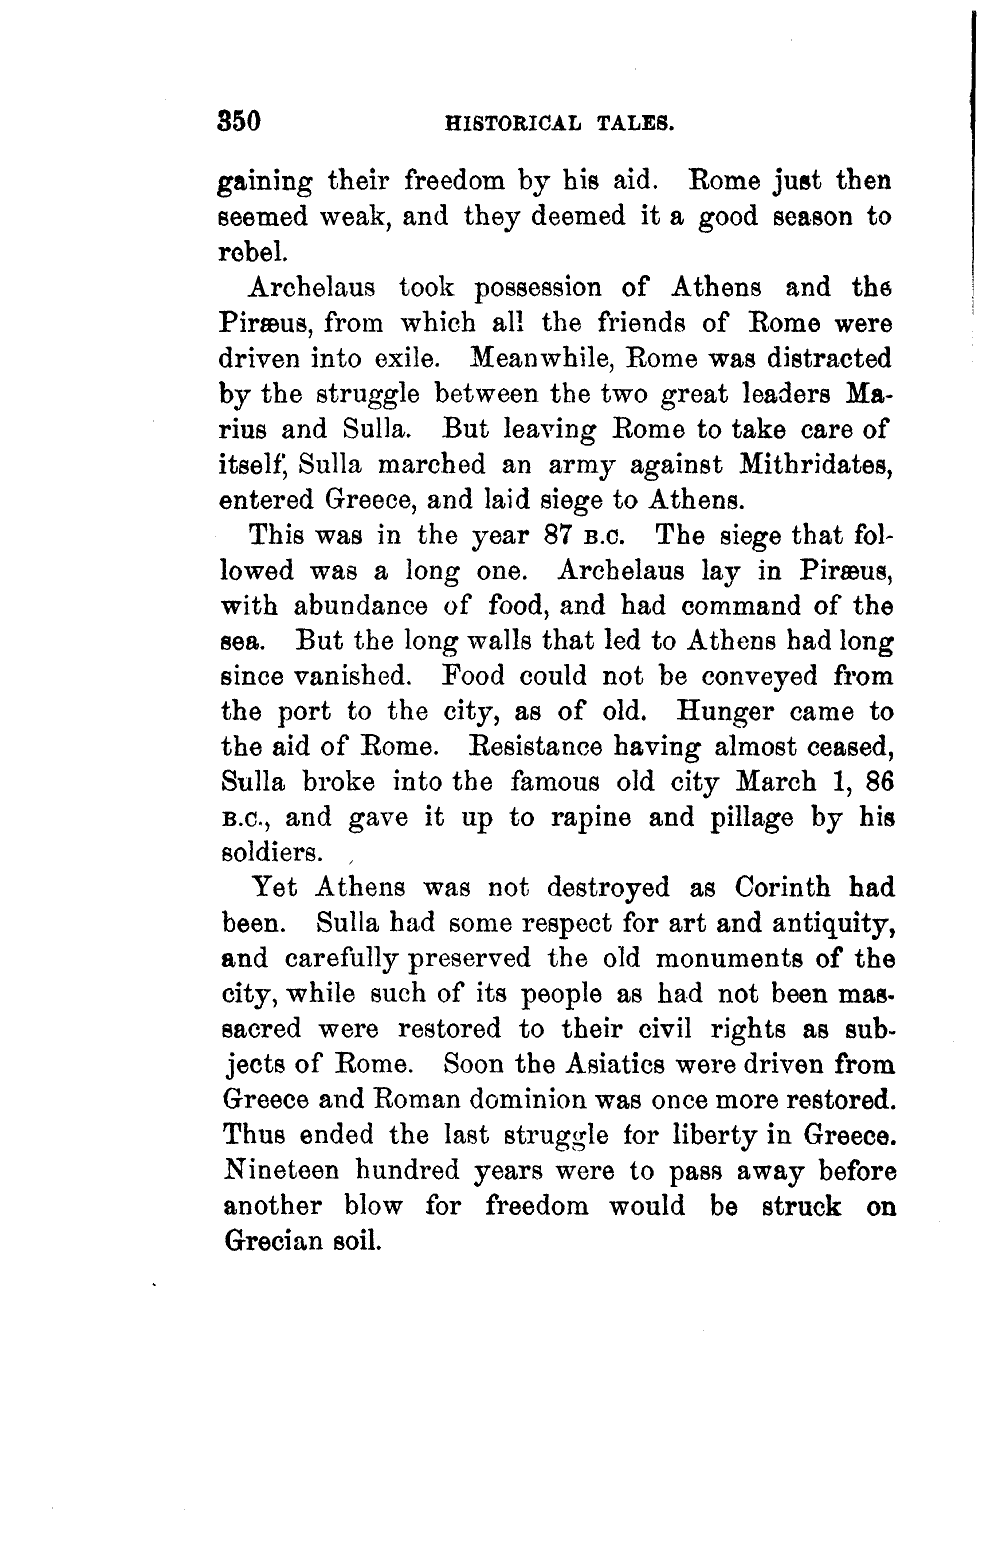 350 HISTORICAL TALES.
gaining their freedom by his aid. Rome just then
seemed weak, and they deemed it a good season to
rebel.
Archelaus took possession of Athens and the
Piræus, from which all the friends of Rome were
driven into exile. Meanwhile, Rome was distracted
by the struggle between the two great leaders Ma-
rius and Sulla. But leaving Rome to take care of
itself, Sulla marched an army against Mithridates,
entered Greece, and laid siege to Athens.
This was in the year 87 B.C. The siege that fol-
lowed was a long one. Archelaus lay in Piræus,
with abundance of food, and had command of the
sea. But the long walls that led to Athens had long
since vanished. Food could not be conveyed from
the port to the city, as of old. Hunger came to
the aid of Rome. Resistance having almost ceased,
Sulla broke into the famous old city March 1, 86
B.C., and gave it up to rapine and pillage by his
soldiers.
Yet Athens was not destroyed as Corinth had
been. Sulla had some respect for art and antiquity,
and carefully preserved the old monuments of the
city, while such of its people as had not been mas-
sacred were restored to their civil rights as sub-
jects of Rome. Soon the Asiatics were driven from
Greece and Roman dominion was once more restored.
Thus ended the last struggle for liberty in Greece.
Nineteen hundred years were to pass away before
another blow for freedom would be struck on
Grecian soil.